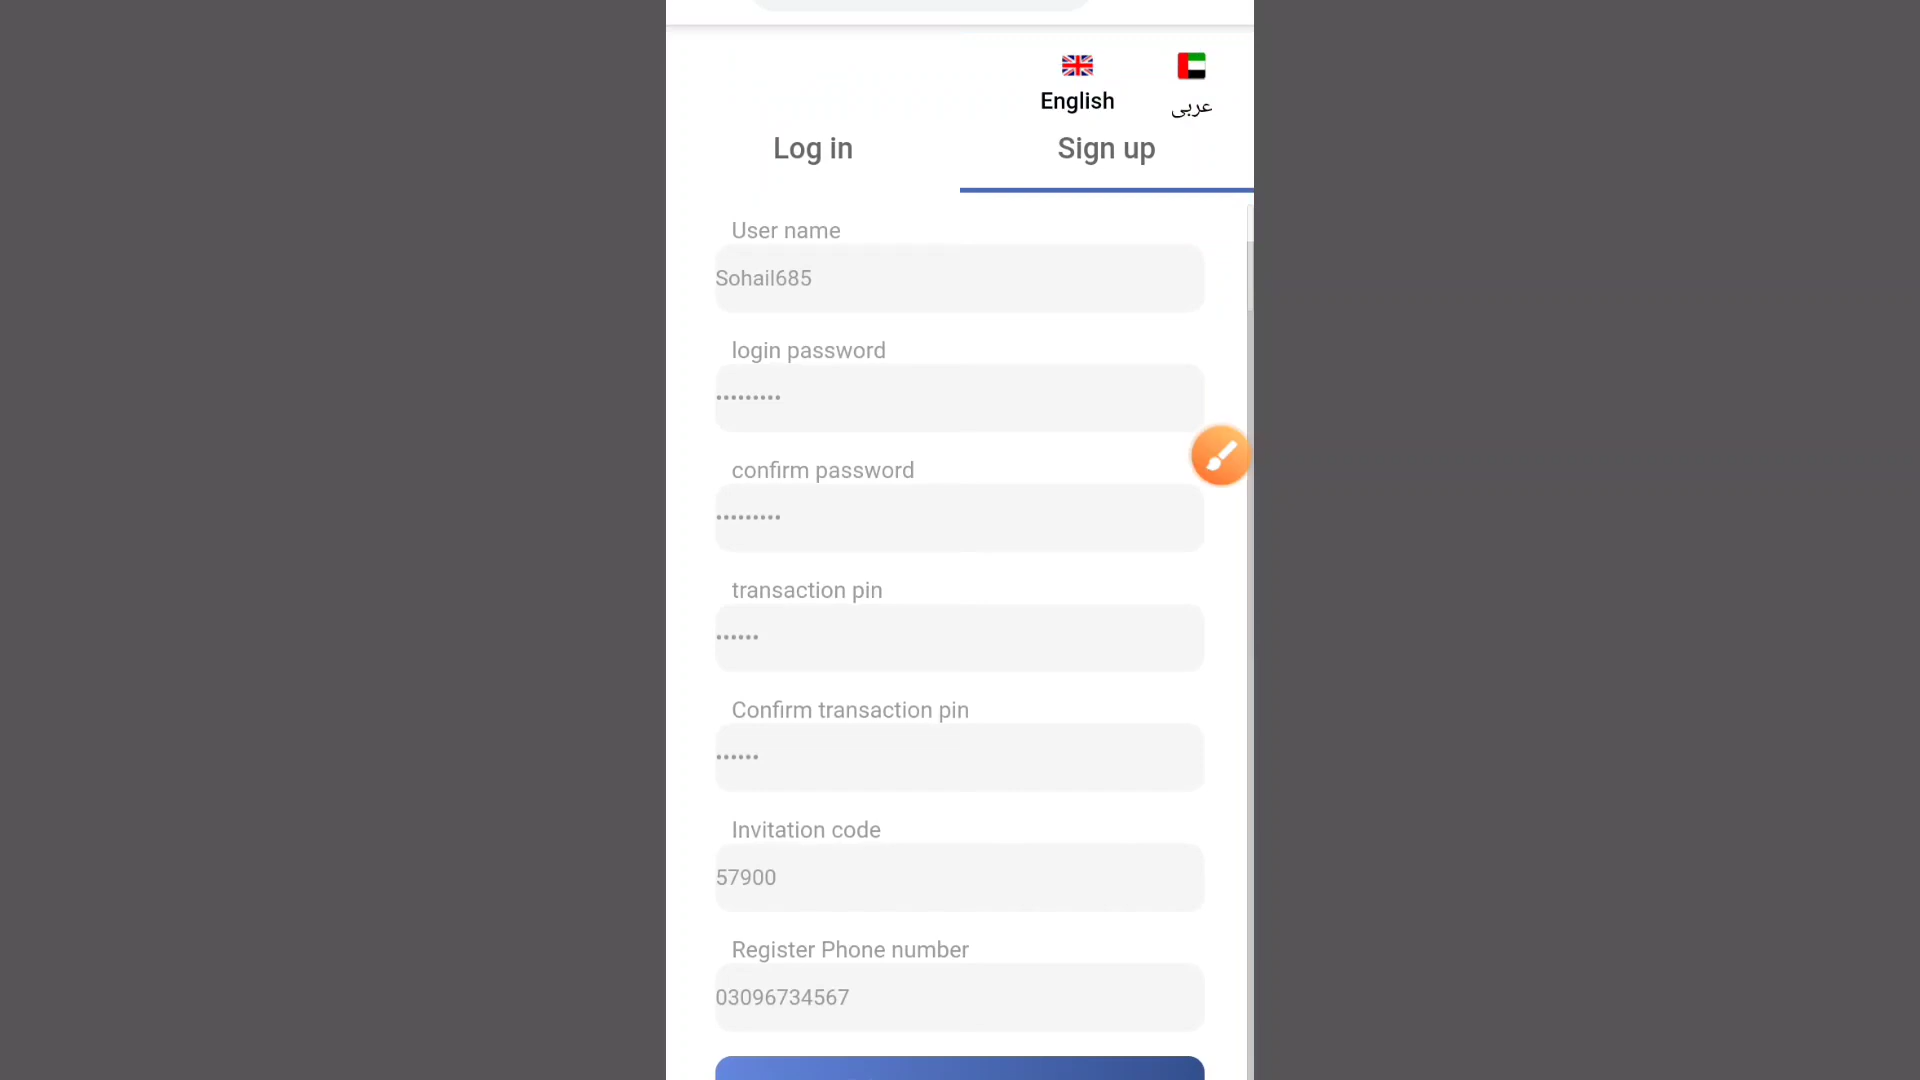 English
عربى
Log in
Sign up
User name
Sohail685
login password
•••••••••
confirm password
•••••••••
transaction pin
••••••
Confirm transaction pin
••••••
Invitation code
57900
Register Phone number
03096734567